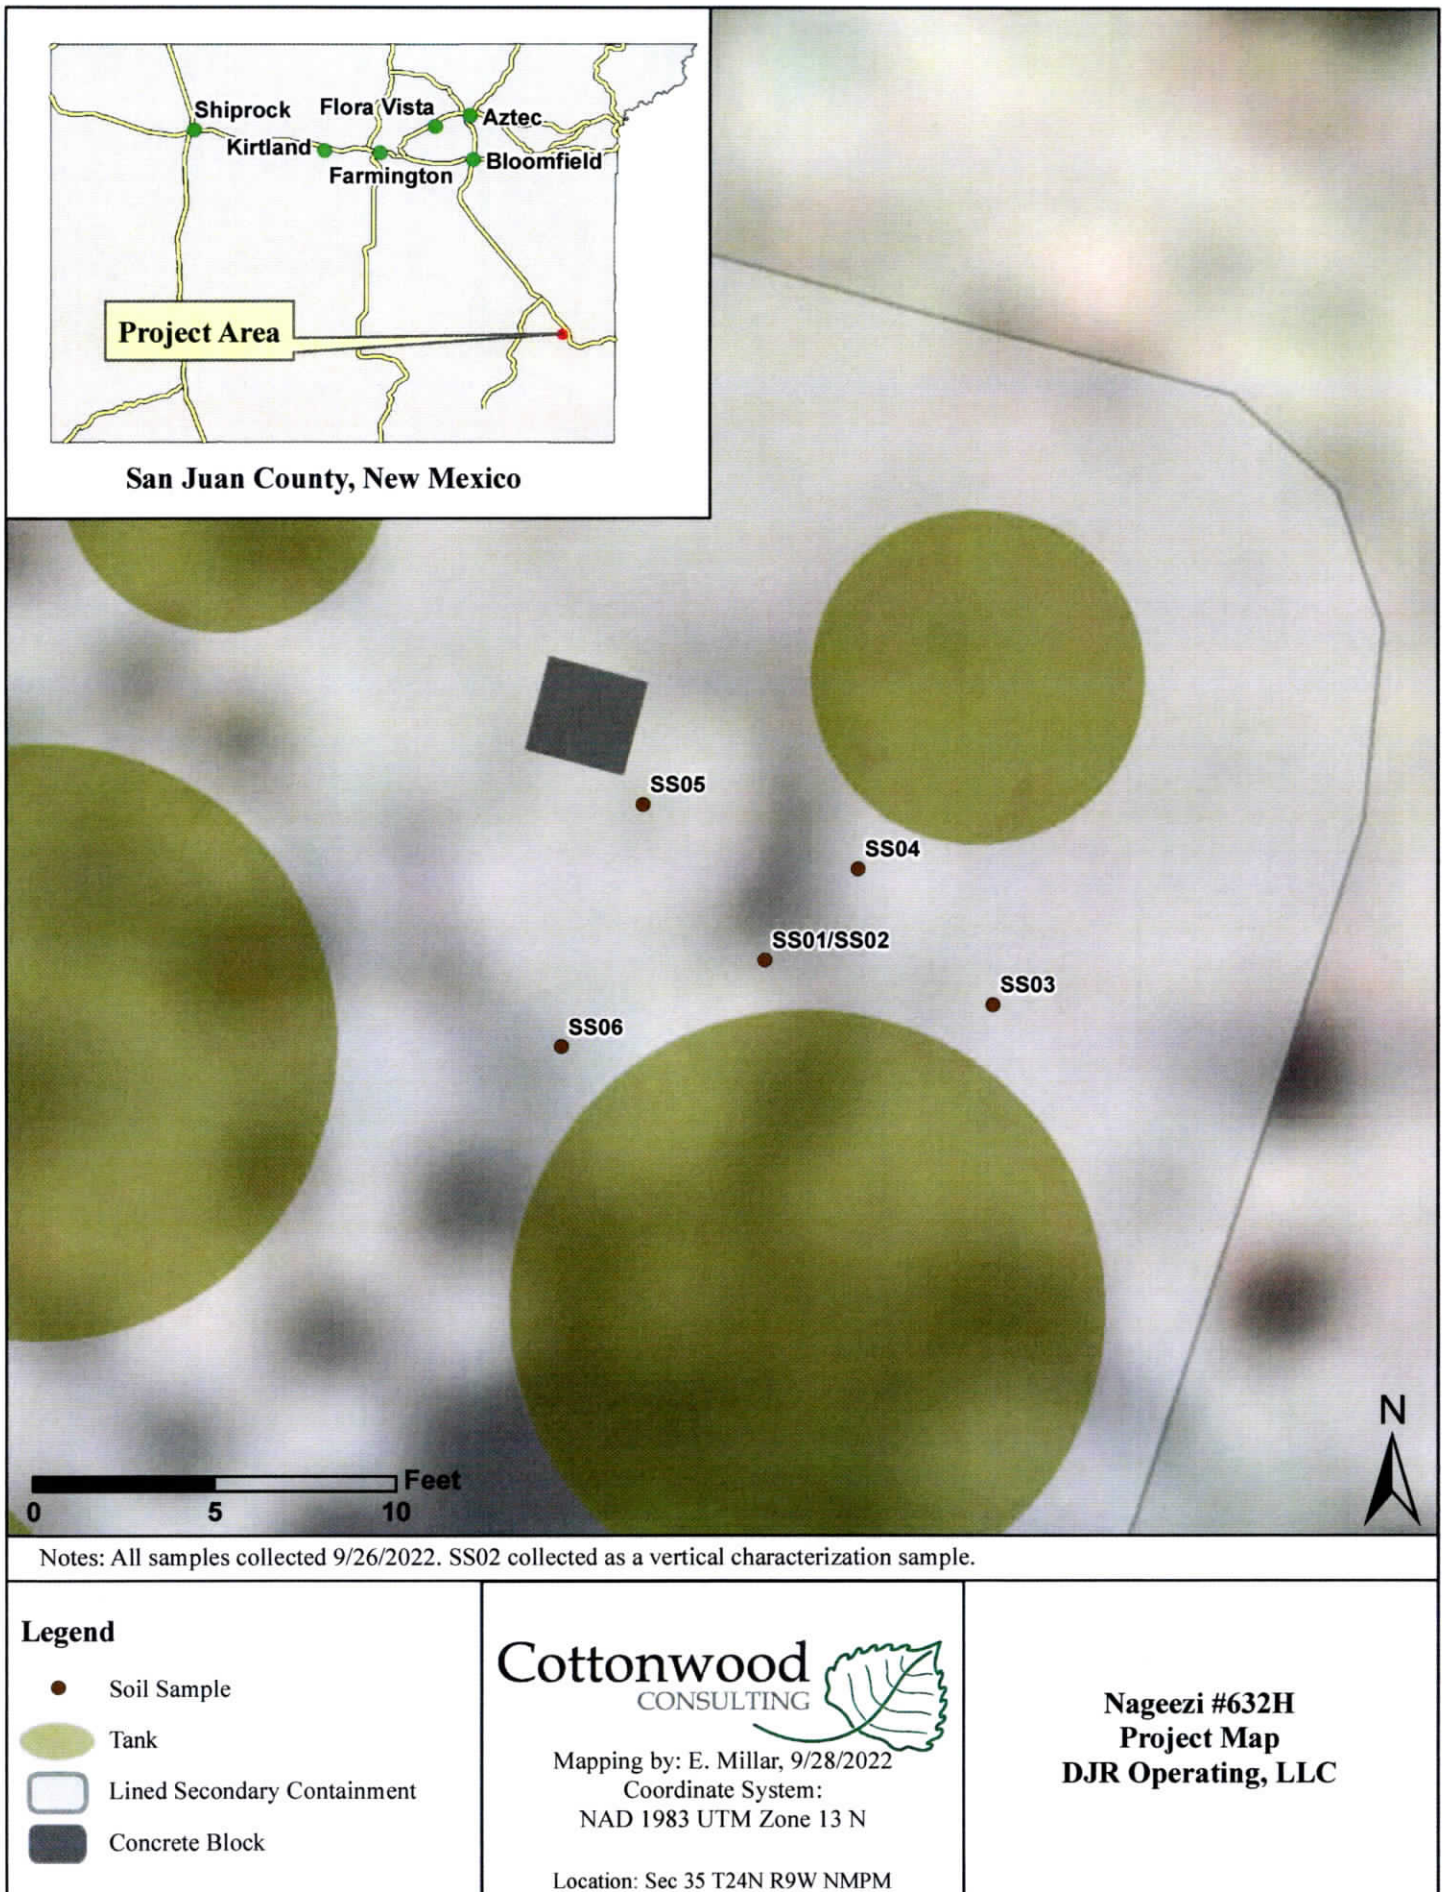 Shiprock
Flora Vista
Aztec
Kirtland
Farmington
Bloomfield
Project Area
San Juan County, New Mexico
SS05
SS04
SS01/SS02
SS03
SS06
N
Feet
0 5 10
Notes: All samples collected 9/26/2022. SS02 collected as a vertical characterization sample.
Legend
Soil Sample
Tank
Lined Secondary Containment
Concrete Block
Cottonwood
CONSULTING
Mapping by: E. Millar, 9/28/2022
Coordinate System:
NAD 1983 UTM Zone 13 N
Location: Sec 35 T24N R9W NMPM
Nageezi #632H
Project Map
DJR Operating, LLC